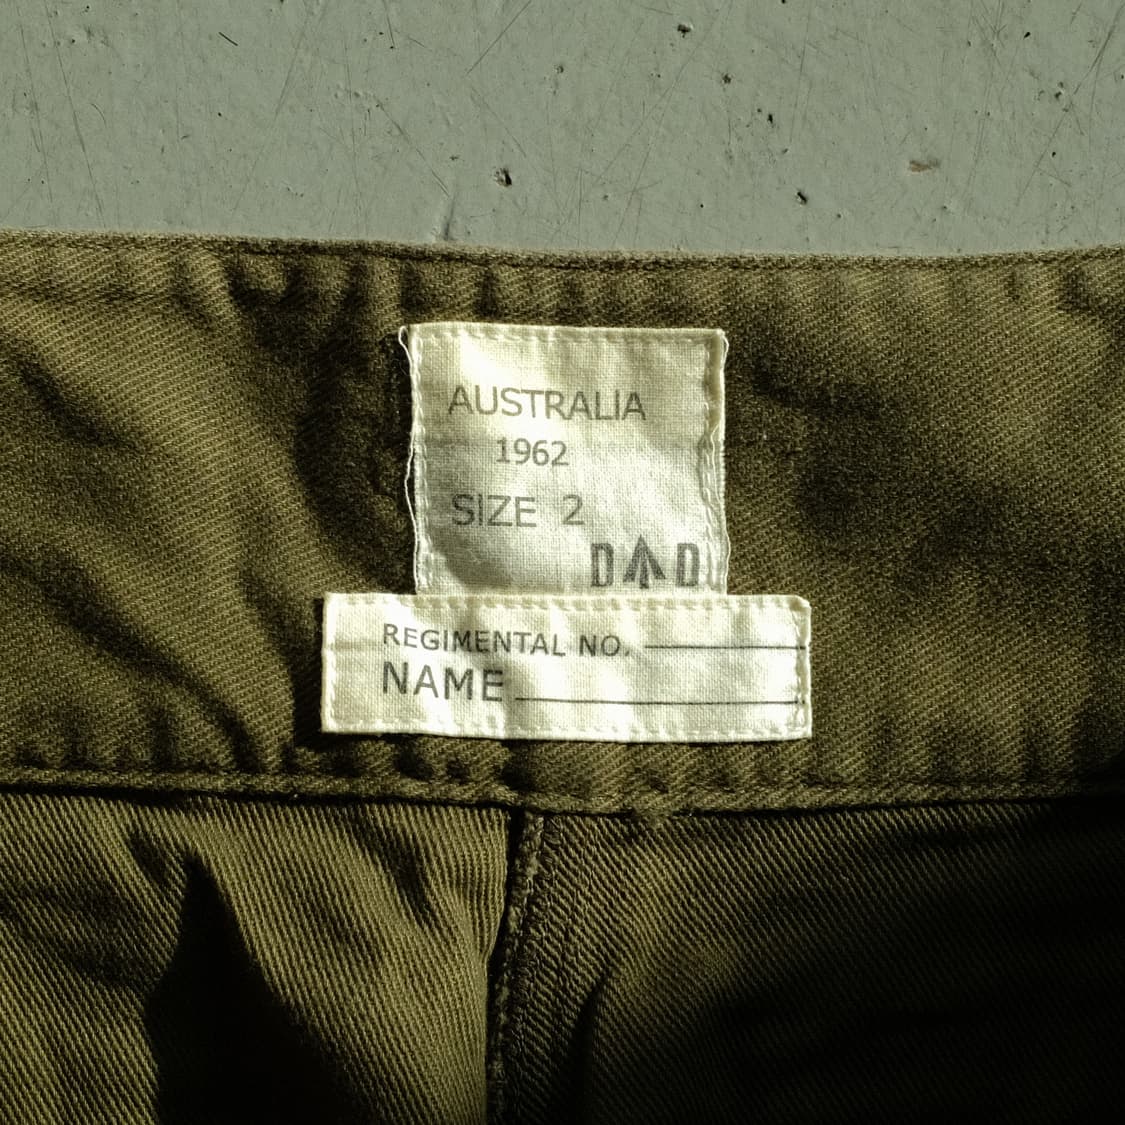 AUSTRALIA
1962
SIZE 2
D D
REGIMENTAL NO.
NAME